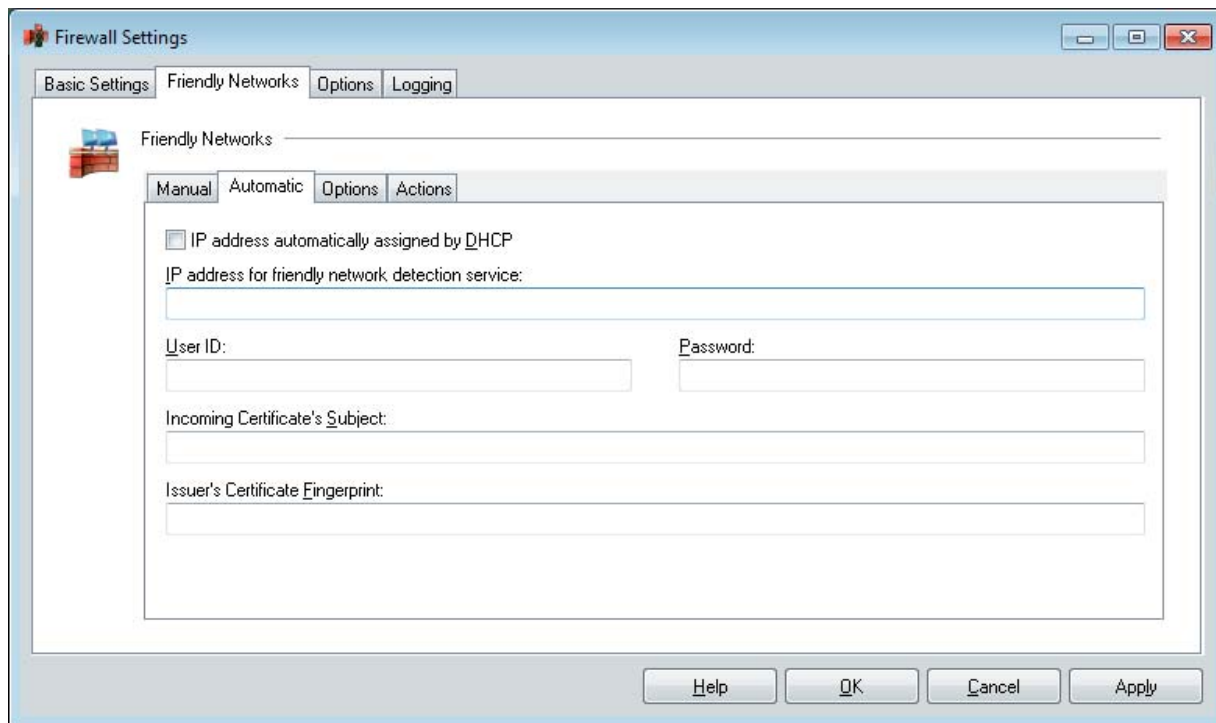 Firewall Settings
Basic Settings Friendly Networks Options Logging
Friendly Networks
Manual Automatic Options Actions
IP address automatically assigned by DHCP
IP address for friendly network detection service:
User ID: Password:
Incoming Certificate's Subject:
Issuer's Certificate Fingerprint:
Help OK Cancel Apply